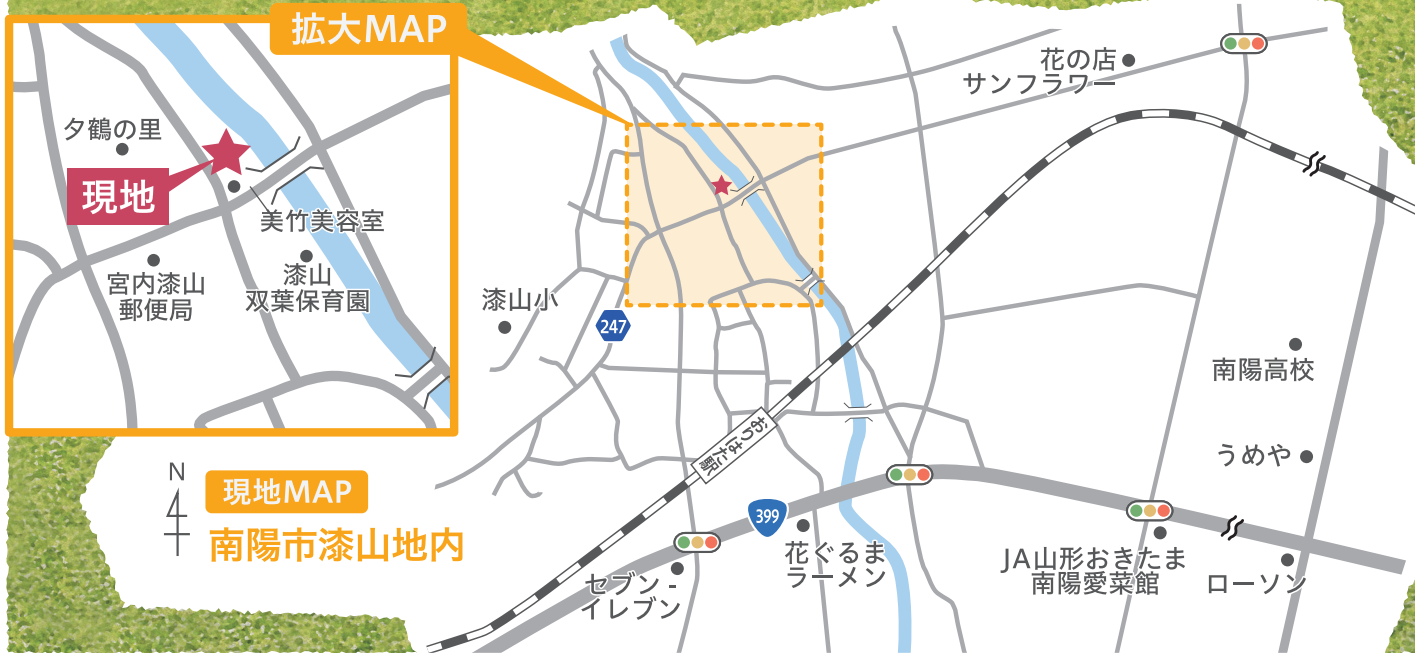 拡大MAP
夕鶴の里
現地
美竹美容室
宮内漆山
郵便局
漆山
双葉保育園
花の店
サンフラワー
漆山小
247
南陽高校
うめや
おりはた駅
N
現地MAP
南陽市漆山地内
399
花ぐるま
ラーメン
セブン-
イレブン
JA山形おきたま
南陽愛菜館
ローソン